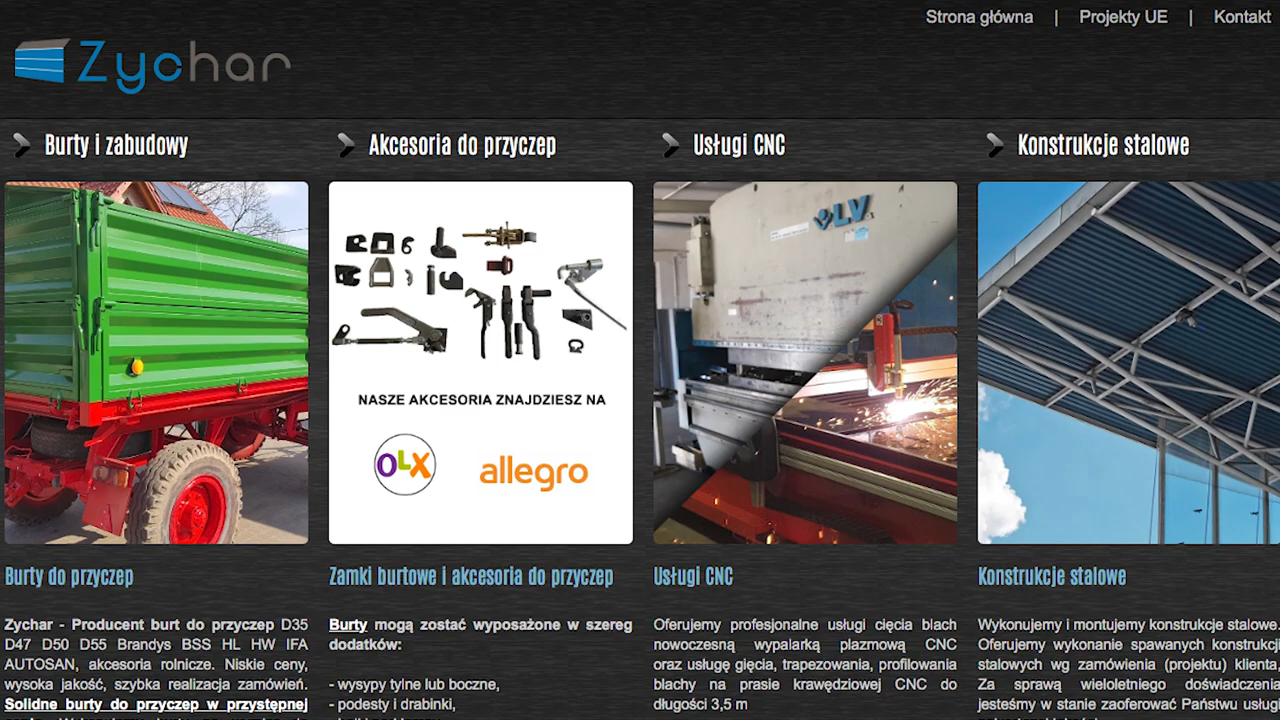 Strona główna | Projekty UE | Kontakt
Zychar
Burty i zabudowy
Akcesoria do przyczep
Usługi CNC
Konstrukcje stalowe
LVD
NASZE AKCESORIA ZNAJDZIESZ NA
OLX
allegro
Burty do przyczep
Zychar - Producent burt do przyczep D35
D47 D50 D55 Brandys BSS HL HW IFA
AUTOSAN, akcesoria rolnicze. Niskie ceny,
wysoka jakość, szybka realizacja zamówień.
Solidne burty do przyczep w przystępnej
Zamki burtowe i akcesoria do przyczep
Burty mogą zostać wyposażone w szereg
dodatków:
- wysypy tylne lub boczne,
- podesty i drabinki,
Usługi CNC
Oferujemy profesjonalne usługi cięcia blach
nowoczesną wypalarką plazmową CNC
oraz usługę gięcia, trapezowania, profilowania
blachy na prasie krawędziowej CNC do
długości 3,5 m
Konstrukcje stalowe
Wykonujemy i montujemy konstrukcje stalowe.
Oferujemy wykonanie spawanych konstrukcji
stalowych wg zamówienia (projektu) klienta.
Za sprawą wieloletniego doświadczenia
jesteśmy w stanie zaoferować Państwu usługi